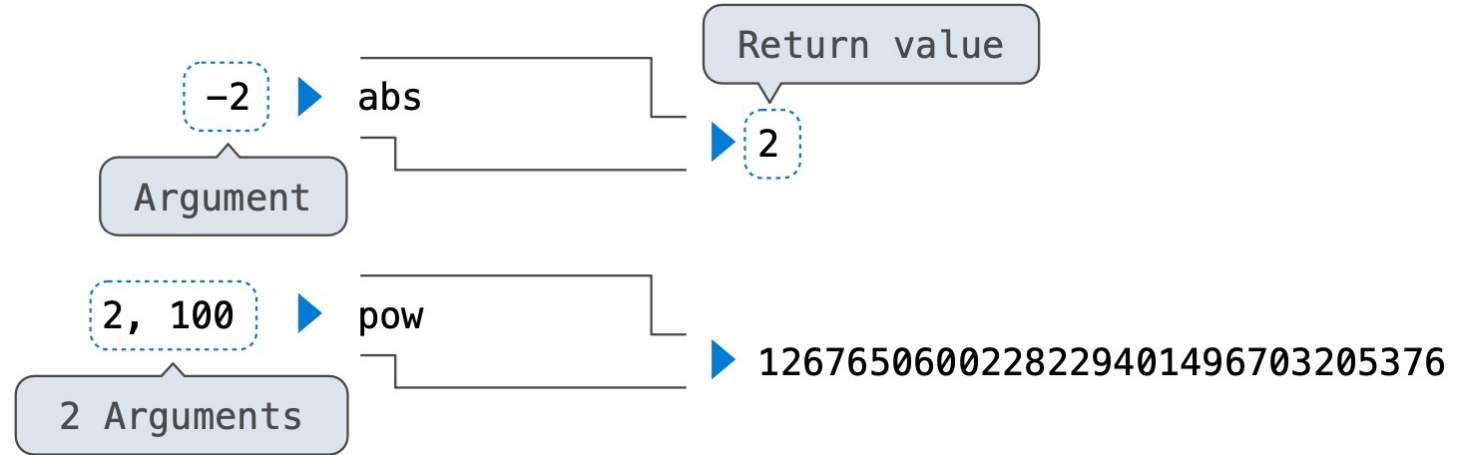 Return value
-2
abs
2
Argument
2, 100
pow
1267650600228229401496703205376
2 Arguments